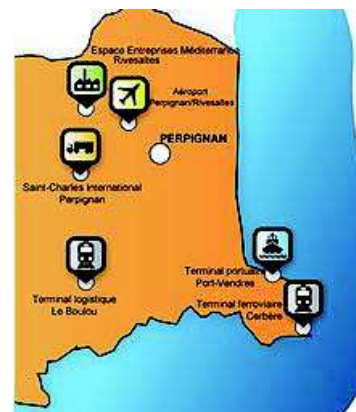 Espace Entreprises Méditerranée
Rivesaltes
Aéroport
Perpignan/Rivesaltes
PERPIGNAN
Saint-Charles International
Perpignan
Terminal portuaire
Port-Vendres
Terminal logistique
Le Boulou
Terminal ferroviaire
Cerbère